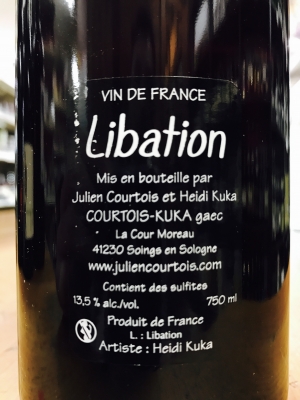 VIN DE FRANCE
Libation
Mis en bouteille par
Julien Courtois et Heidi Kuka
COURTOIS-KUKA gaec
La Cour Moreau
41230 Soings en Sologne
www.juliencourtois.com
Contient des sulfites
13,5 % alc./vol. 750 ml
Produit de France
L. : Libation
Artiste : Heidi Kuka